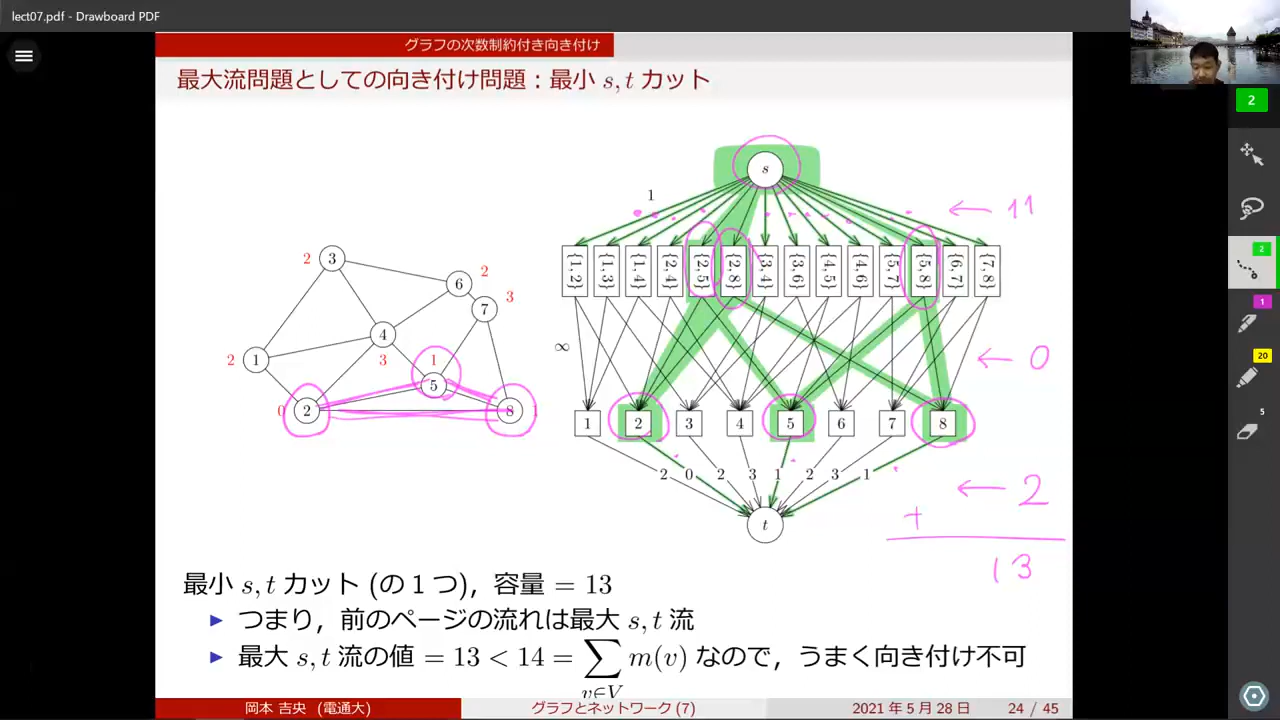 lect07.pdf - Drawboard PDF
グラフの次数制約付き向き付け
最大流問題としての向き付け問題：最小 s, t カット
s
1
← 11
{1,2} {1,3} {1,4} {2,4} {2,5} {2,8} {3,4} {3,6} {4,5} {4,6} {5,7} {5,8} {6,7} {7,8}
2 3
6 2
7 3
4
3
2 1
1
5
0 2
8 1
∞
← 0
1 2 3 4 5 6 7 8
2 0 2 3 1 2 3 1
← 2
+
13
t
最小 s, t カット (の１つ)，容量 = 13
▶ つまり，前のページの流れは最大 s, t 流
▶ 最大 s, t 流の値 = 13 < 14 = ∑ m(v) なので，うまく向き付け不可
v∈V
岡本 吉央 (電通大)
グラフとネットワーク (7)
2021 年 5 月 28 日
24 / 45
2
2
1
20
5